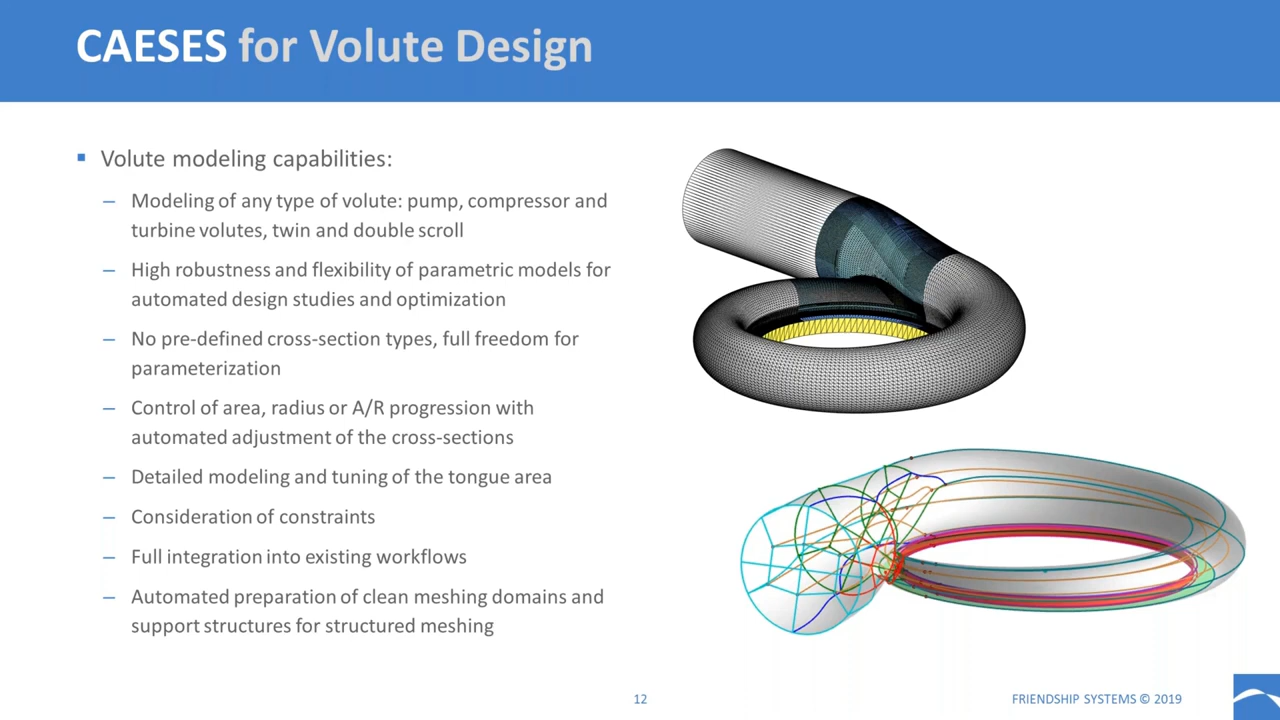 CAESES for Volute Design
▪ Volute modeling capabilities:
– Modeling of any type of volute: pump, compressor and
turbine volutes, twin and double scroll
– High robustness and flexibility of parametric models for
automated design studies and optimization
– No pre-defined cross-section types, full freedom for
parameterization
– Control of area, radius or A/R progression with
automated adjustment of the cross-sections
– Detailed modeling and tuning of the tongue area
– Consideration of constraints
– Full integration into existing workflows
– Automated preparation of clean meshing domains and
support structures for structured meshing
12
FRIENDSHIP SYSTEMS © 2019